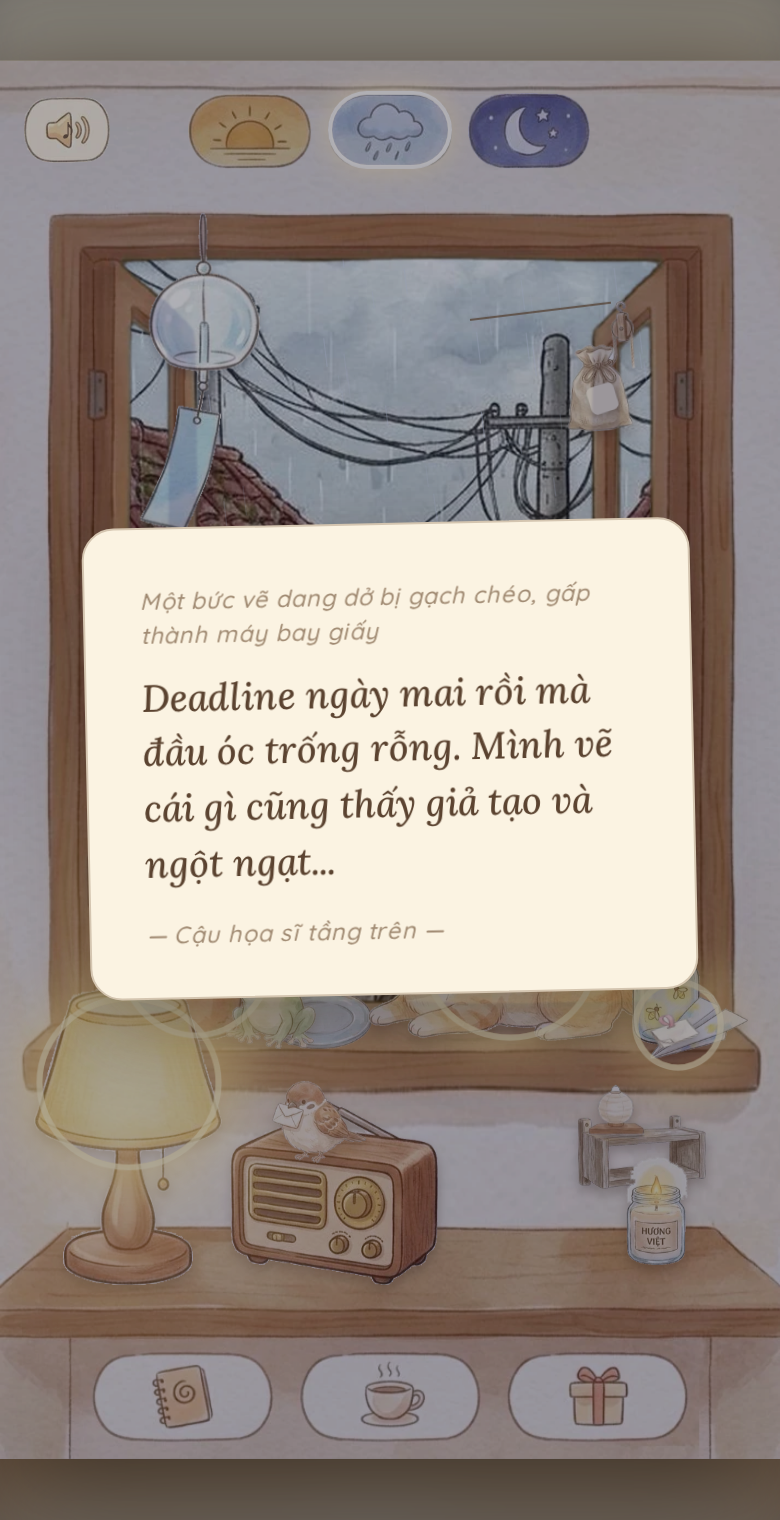 Một bức vẽ dang dở bị gạch chéo, gấp
thành máy bay giấy
Deadline ngày mai rồi mà
đầu óc trống rỗng. Mình vẽ
cái gì cũng thấy giả tạo và
ngột ngạt...
— Cậu họa sĩ tầng trên —
HƯƠNG
VIỆT